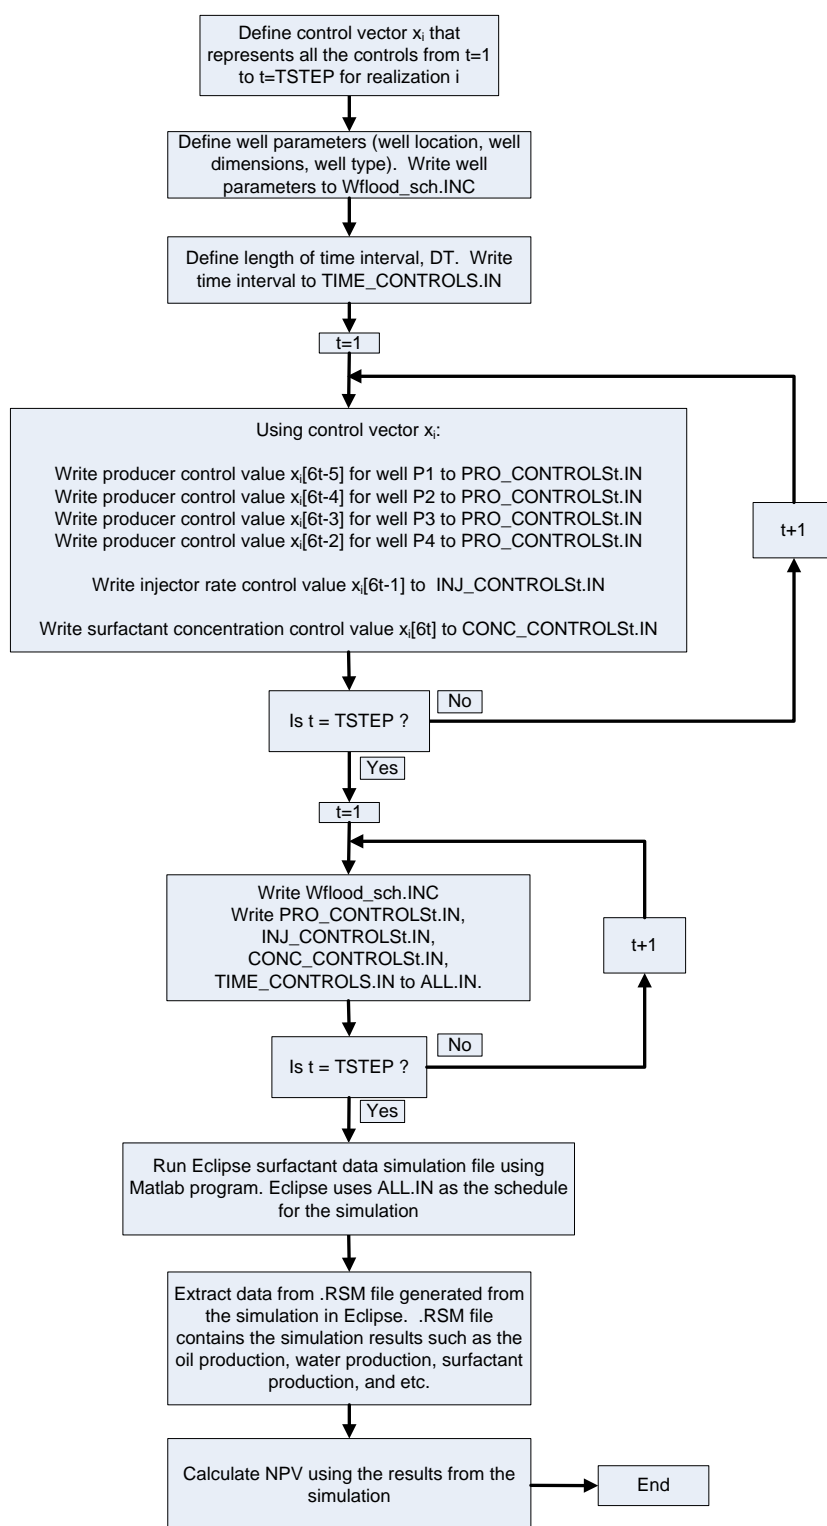 Define control vector xᵢ that
represents all the controls from t=1
to t=TSTEP for realization i
Define well parameters (well location, well
dimensions, well type).  Write well
parameters to Wflood_sch.INC
Define length of time interval, DT.  Write
time interval to TIME_CONTROLS.IN
t=1
Using control vector xᵢ:
Write producer control value xᵢ[6t-5] for well P1 to PRO_CONTROLSt.IN
Write producer control value xᵢ[6t-4] for well P2 to PRO_CONTROLSt.IN
Write producer control value xᵢ[6t-3] for well P3 to PRO_CONTROLSt.IN
Write producer control value xᵢ[6t-2] for well P4 to PRO_CONTROLSt.IN
Write injector rate control value xᵢ[6t-1] to  INJ_CONTROLSt.IN
Write surfactant concentration control value xᵢ[6t] to CONC_CONTROLSt.IN
t+1
Is t = TSTEP ?
No
Yes
t=1
Write Wflood_sch.INC
Write PRO_CONTROLSt.IN,
INJ_CONTROLSt.IN,
CONC_CONTROLSt.IN,
TIME_CONTROLS.IN to ALL.IN.
t+1
Is t = TSTEP ?
No
Yes
Run Eclipse surfactant data simulation file using
Matlab program. Eclipse uses ALL.IN as the schedule
for the simulation
Extract data from .RSM file generated from
the simulation in Eclipse.  .RSM file
contains the simulation results such as the
oil production, water production, surfactant
production, and etc.
Calculate NPV using the results from the
simulation
End